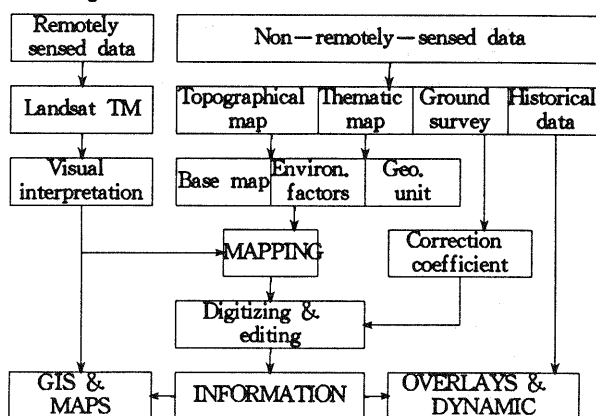 Remotely
sensed data
Non-remotely-sensed data
Landsat TM
Topographical
map
Thematic
map
Ground
survey
Historical
data
Visual
interpretation
Base map
Environ.
factors
Geo.
unit
MAPPING
Correction
coefficient
Digitizing &
editing
GIS &
MAPS
INFORMATION
OVERLAYS &
DYNAMIC